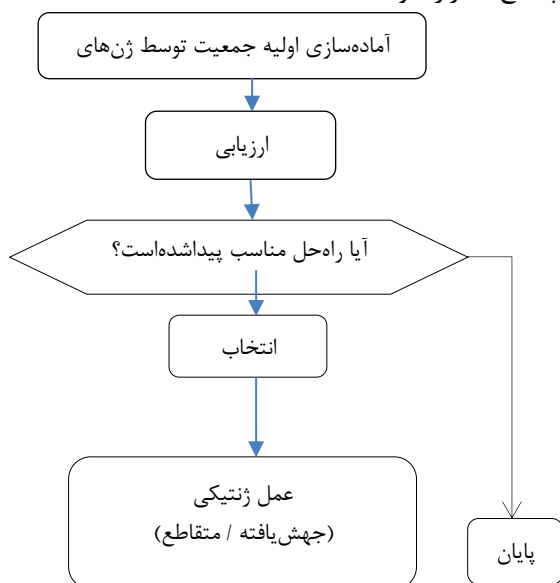 آماده‌سازی اولیه جمعیت توسط ژن‌های
ارزیابی
آیا راه‌حل مناسب پیداشده‌است؟
انتخاب
عمل ژنتیکی
(جهش‌یافته / متقاطع)
پایان